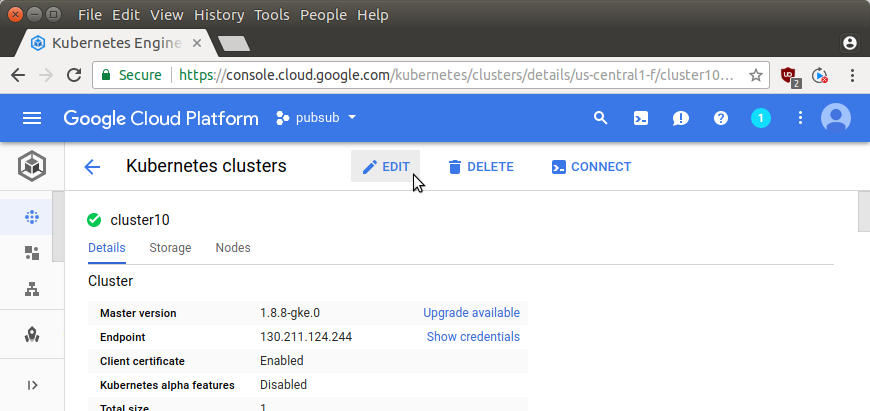 File Edit View History Tools People Help
Kubernetes Engine
Secure https://console.cloud.google.com/kubernetes/clusters/details/us-central1-f/cluster10...
2
Google Cloud Platform pubsub 1
Kubernetes clusters EDIT DELETE CONNECT
cluster10
Details Storage Nodes
Cluster
Master version 1.8.8-gke.0 Upgrade available
Endpoint 130.211.124.244 Show credentials
Client certificate Enabled
Kubernetes alpha features Disabled
Total size 1